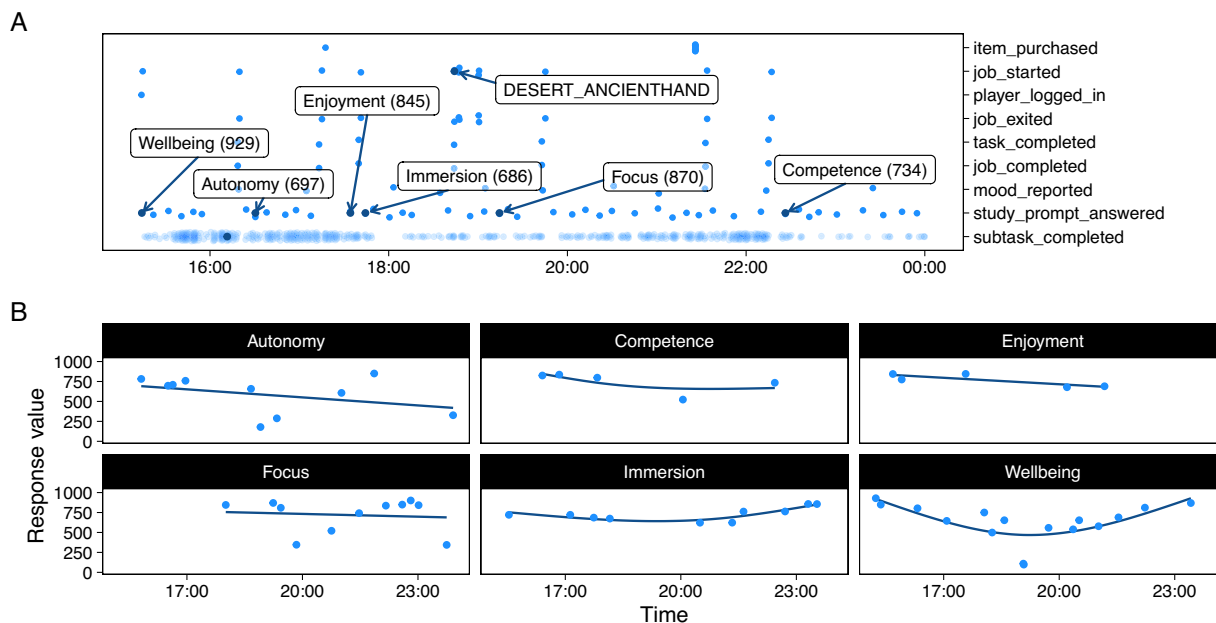 A
item_purchased
job_started
DESERT_ANCIENTHAND
player_logged_in
Enjoyment (845)
job_exited
Wellbeing (929)
task_completed
job_completed
Autonomy (697)
Immersion (686)
Focus (870)
Competence (734)
mood_reported
study_prompt_answered
subtask_completed
16:00 18:00 20:00 22:00 00:00
B
Autonomy Competence Enjoyment
1000
750
500
250
0
Response value
Focus Immersion Wellbeing
1000
750
500
250
0
17:00 20:00 23:00 17:00 20:00 23:00 17:00 20:00 23:00
Time